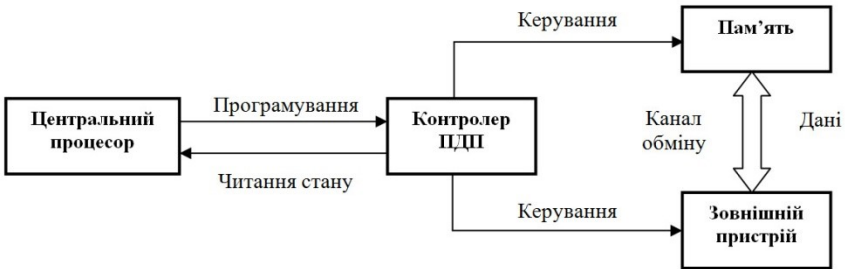 Керування
Пам’ять
Центральний
процесор
Програмування
Контролер
ПДП
Канал
обміну
Дані
Читання стану
Керування
Зовнішній
пристрій